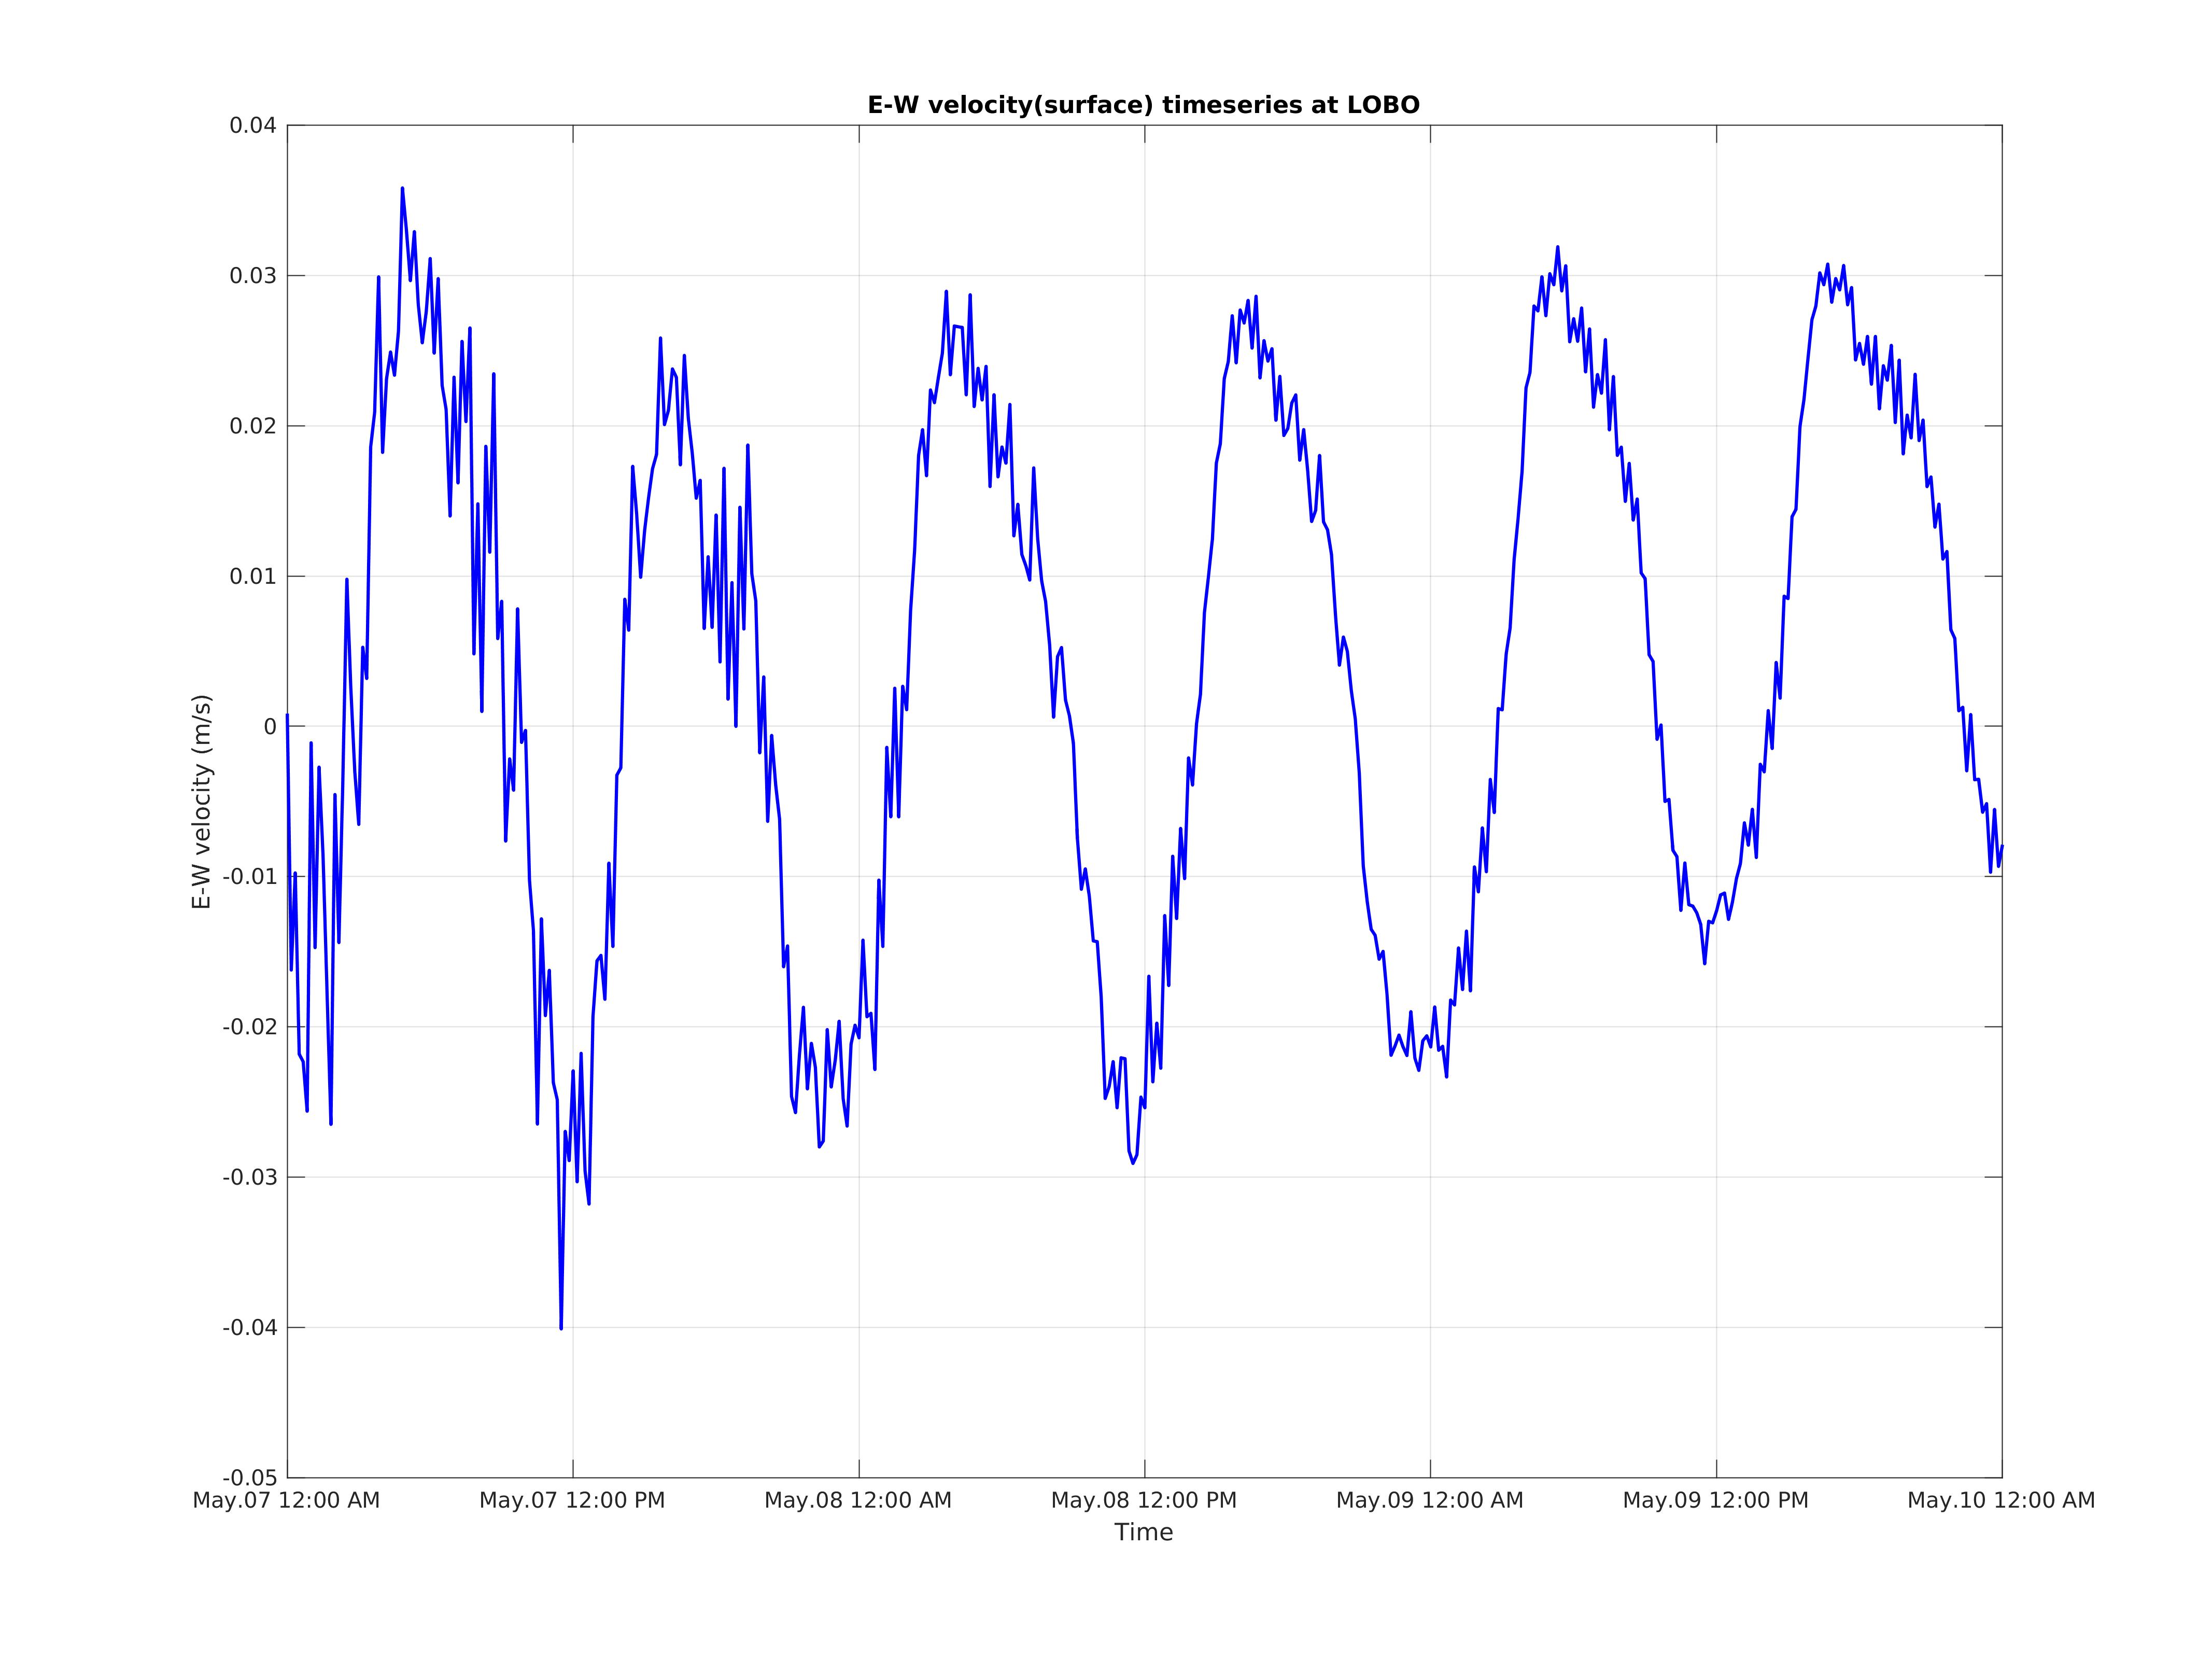 E-W velocity(surface) timeseries at LOBO
0.04
0.03
0.02
0.01
0
-0.01
-0.02
-0.03
-0.04
-0.05
E-W velocity (m/s)
May.07 12:00 AM May.07 12:00 PM May.08 12:00 AM May.08 12:00 PM May.09 12:00 AM May.09 12:00 PM May.10 12:00 AM
Time